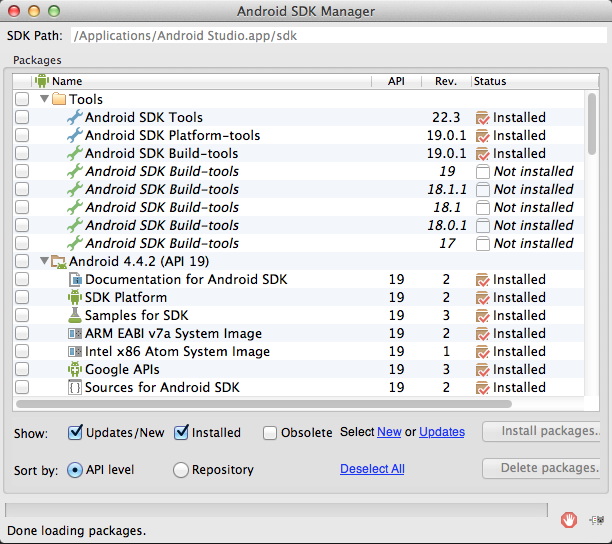 Android SDK Manager
SDK Path: /Applications/Android Studio.app/sdk
Packages
Name API Rev. Status
Tools
Android SDK Tools 22.3 Installed
Android SDK Platform-tools 19.0.1 Installed
Android SDK Build-tools 19.0.1 Installed
Android SDK Build-tools 19 Not installed
Android SDK Build-tools 18.1.1 Not installed
Android SDK Build-tools 18.1 Not installed
Android SDK Build-tools 18.0.1 Not installed
Android SDK Build-tools 17 Not installed
Android 4.4.2 (API 19)
Documentation for Android SDK 19 2 Installed
SDK Platform 19 2 Installed
Samples for SDK 19 3 Installed
ARM EABI v7a System Image 19 2 Installed
Intel x86 Atom System Image 19 1 Installed
Google APIs 19 3 Installed
Sources for Android SDK 19 2 Installed
Show: Updates/New Installed Obsolete Select New or Updates Install packages..
Sort by: API level Repository Deselect All Delete packages.
Done loading packages.